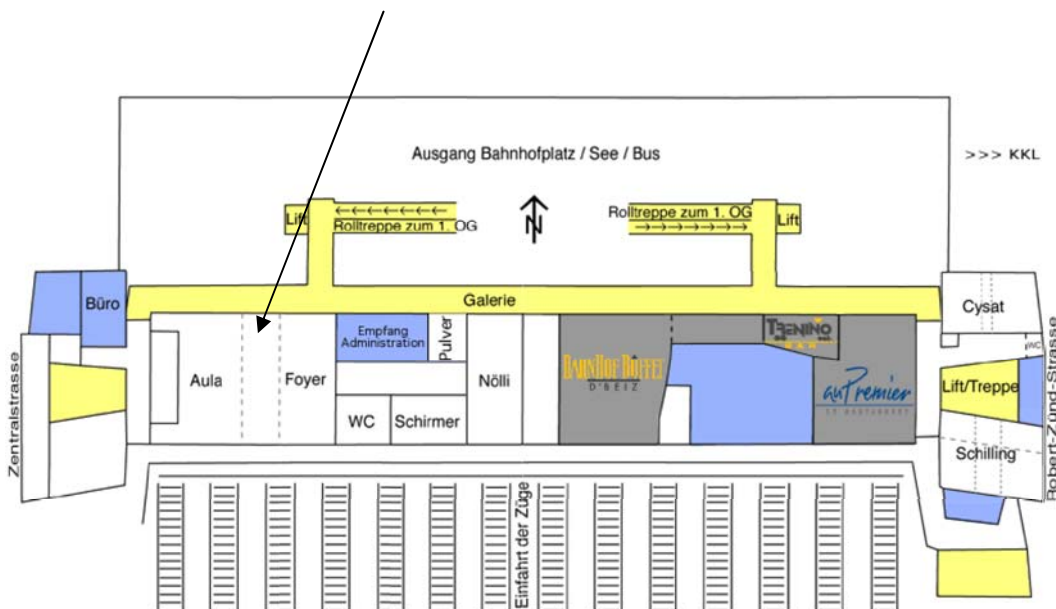 Ausgang Bahnhofplatz / See / Bus
>>> KKL
Lift
Rolltreppe zum 1. OG
N
Rolltreppe zum 1. OG
Lift
Büro
Galerie
Cysat
Empfang
Administration
Pulver
TRENINO
BAR
WC
Aula
Foyer
Nölli
BAHNHOF BÜFFET
D'BEIZ
au Premier
Lift/Treppe
WC
Schirmer
Schilling
Zentralstrasse
Robert-Zünd-Strasse
Einfahrt der Züge